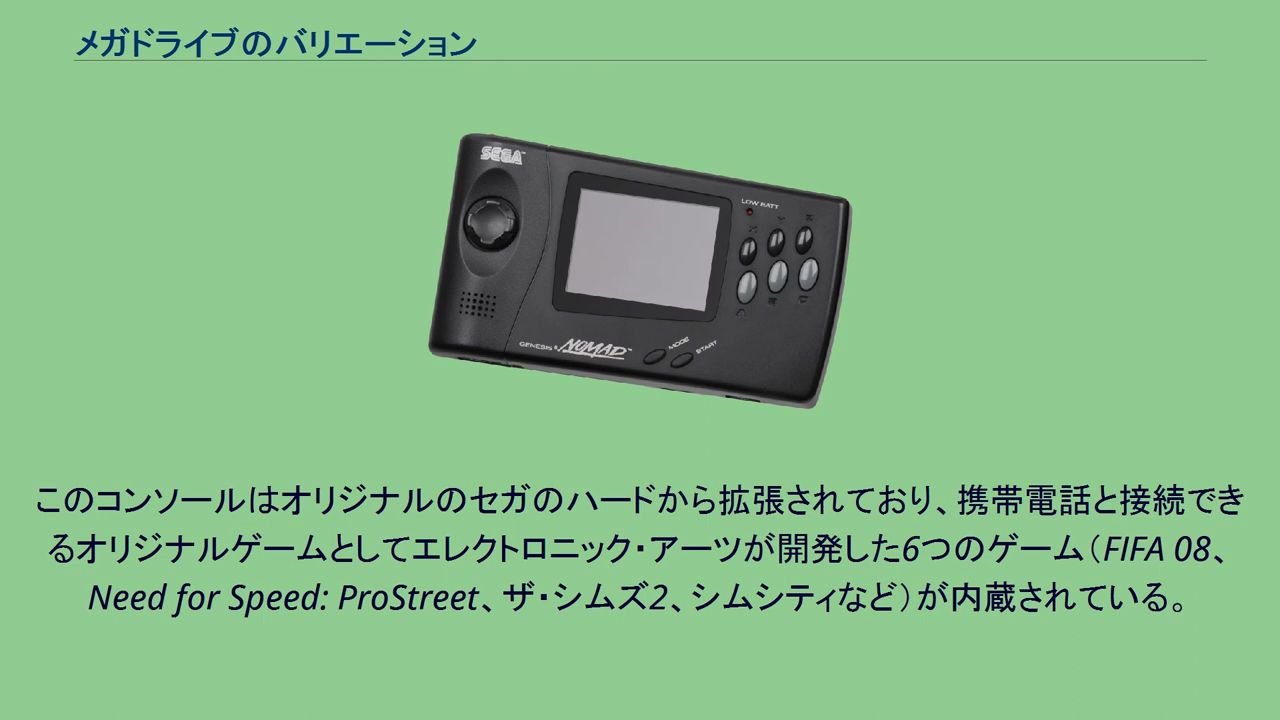 メガドライブのバリエーション
SEGA
LOW BATT
GENESIS NOMAD
MODE
START
このコンソールはオリジナルのセガのハードから拡張されており、携帯電話と接続でき
るオリジナルゲームとしてエレクトロニック・アーツが開発した6つのゲーム（FIFA 08、
Need for Speed: ProStreet、ザ・シムズ2、シムシティなど）が内蔵されている。